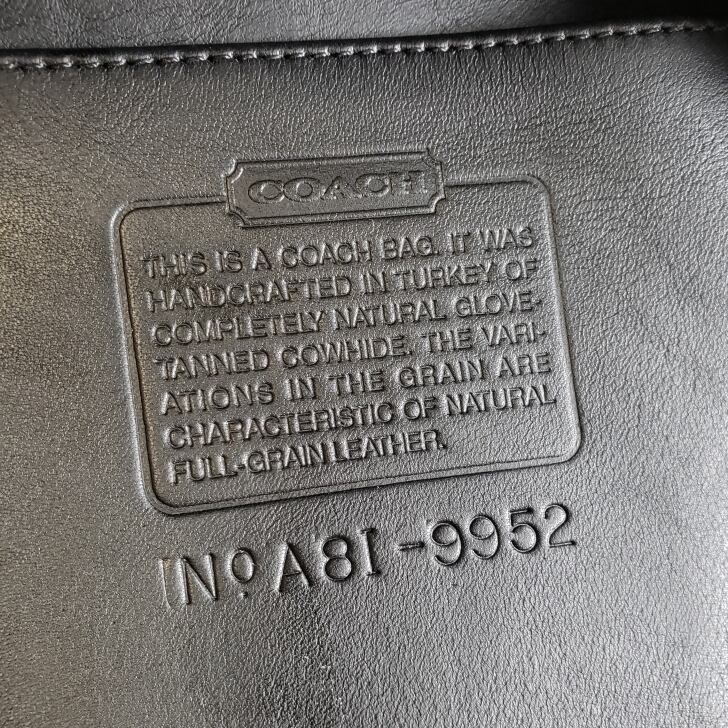 COACH
THIS IS A COACH BAG. IT WAS
HANDCRAFTED IN TURKEY OF
COMPLETELY NATURAL GLOVE-
TANNED COWHIDE. THE VARI-
ATIONS IN THE GRAIN ARE
CHARACTERISTIC OF NATURAL
FULL-GRAIN LEATHER.
Nº A8I-9952